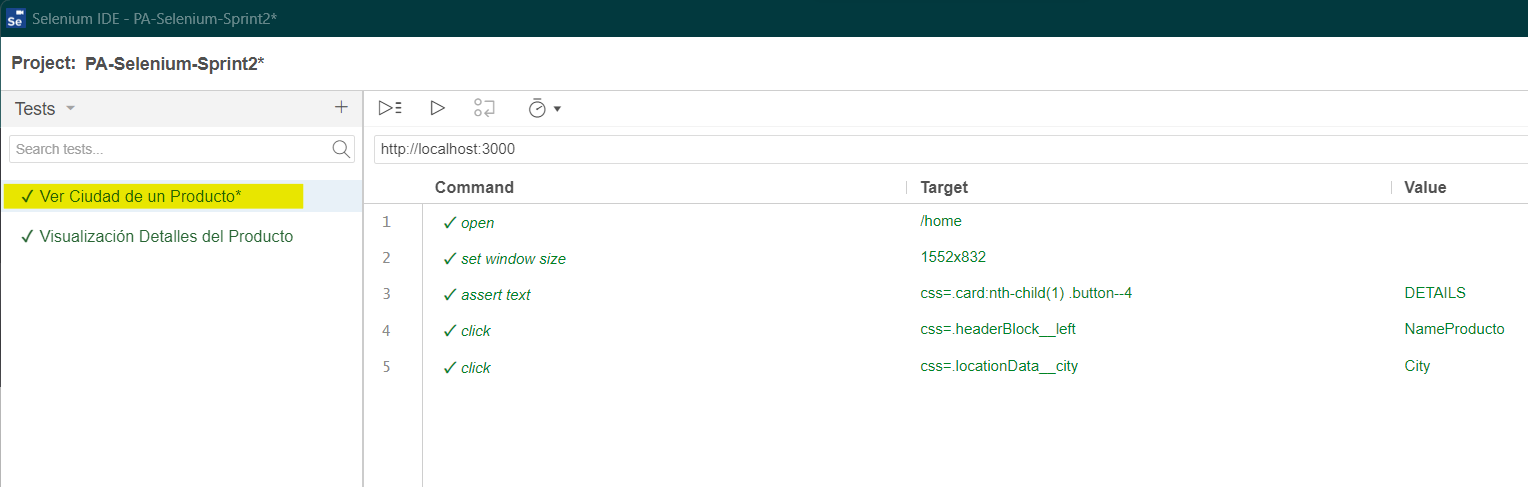 Se Selenium IDE - PA-Selenium-Sprint2*
Project: PA-Selenium-Sprint2*
Tests
Search tests...
http://localhost:3000
✓ Ver Ciudad de un Producto*
✓ Visualización Detalles del Producto
Command Target Value
1 ✓ open /home
2 ✓ set window size 1552x832
3 ✓ assert text css=.card:nth-child(1) .button--4 DETAILS
4 ✓ click css=.headerBlock__left NameProducto
5 ✓ click css=.locationData__city City